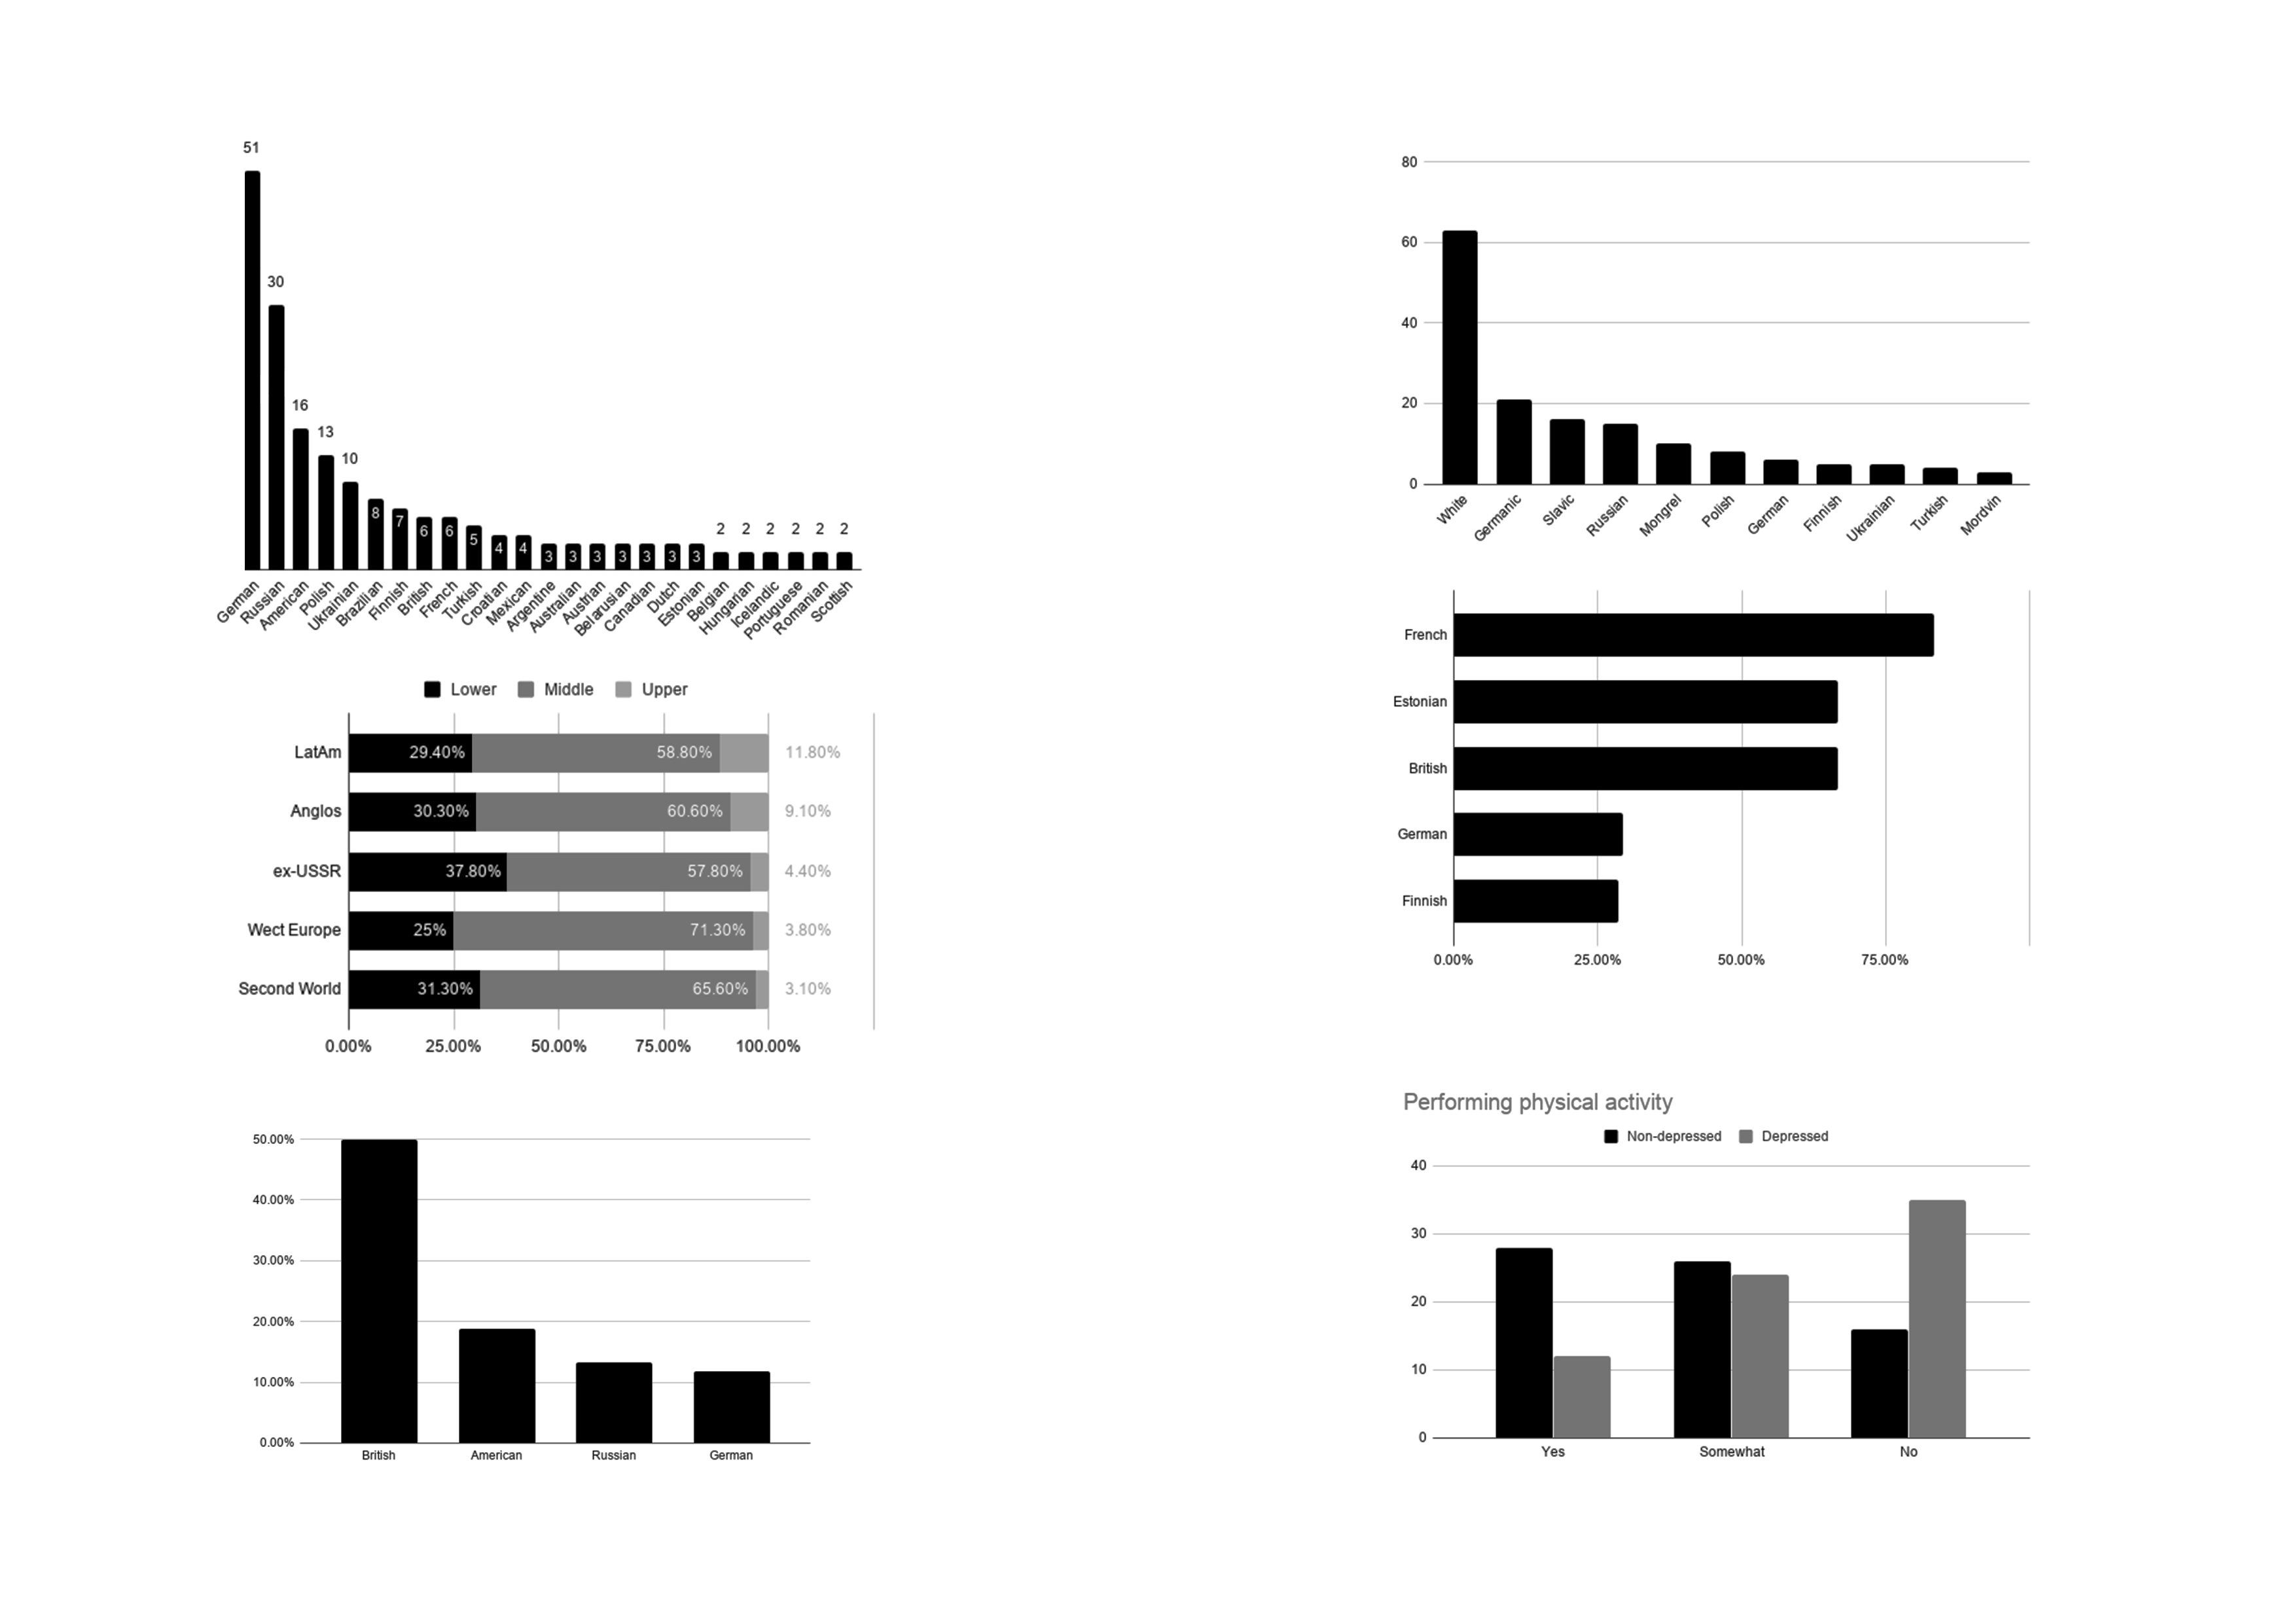 51
30
16
13
10
8
7
6
6
5
4
4
3
3
3
3
3
3
3
2
2
2
2
2
2
German
Russian
American
Polish
Ukrainian
Brazilian
Finnish
British
French
Turkish
Croatian
Mexican
Argentine
Australian
Austrian
Belarusian
Canadian
Dutch
Estonian
Belgian
Hungarian
Icelandic
Portuguese
Romanian
Scottish
Lower Middle Upper
LatAm 29.40% 58.80% 11.80%
Anglos 30.30% 60.60% 9.10%
ex-USSR 37.80% 57.80% 4.40%
Wect Europe 25% 71.30% 3.80%
Second World 31.30% 65.60% 3.10%
0.00% 25.00% 50.00% 75.00% 100.00%
50.00%
40.00%
30.00%
20.00%
10.00%
0.00%
British American Russian German
80
60
40
20
0
White
Germanic
Slavic
Russian
Mongrel
Polish
German
Finnish
Ukrainian
Turkish
Mordvin
French
Estonian
British
German
Finnish
0.00% 25.00% 50.00% 75.00%
Performing physical activity
Non-depressed Depressed
40
30
20
10
0
Yes Somewhat No